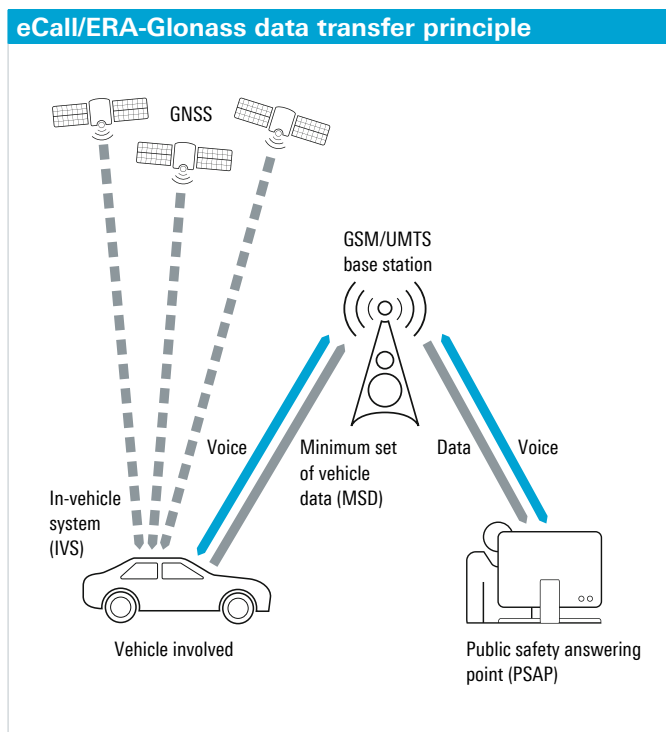 eCall/ERA-Glonass data transfer principle
GNSS
GSM/UMTS
base station
Voice
Minimum set
of vehicle
data (MSD)
Data
Voice
In-vehicle
system
(IVS)
Vehicle involved
Public safety answering
point (PSAP)